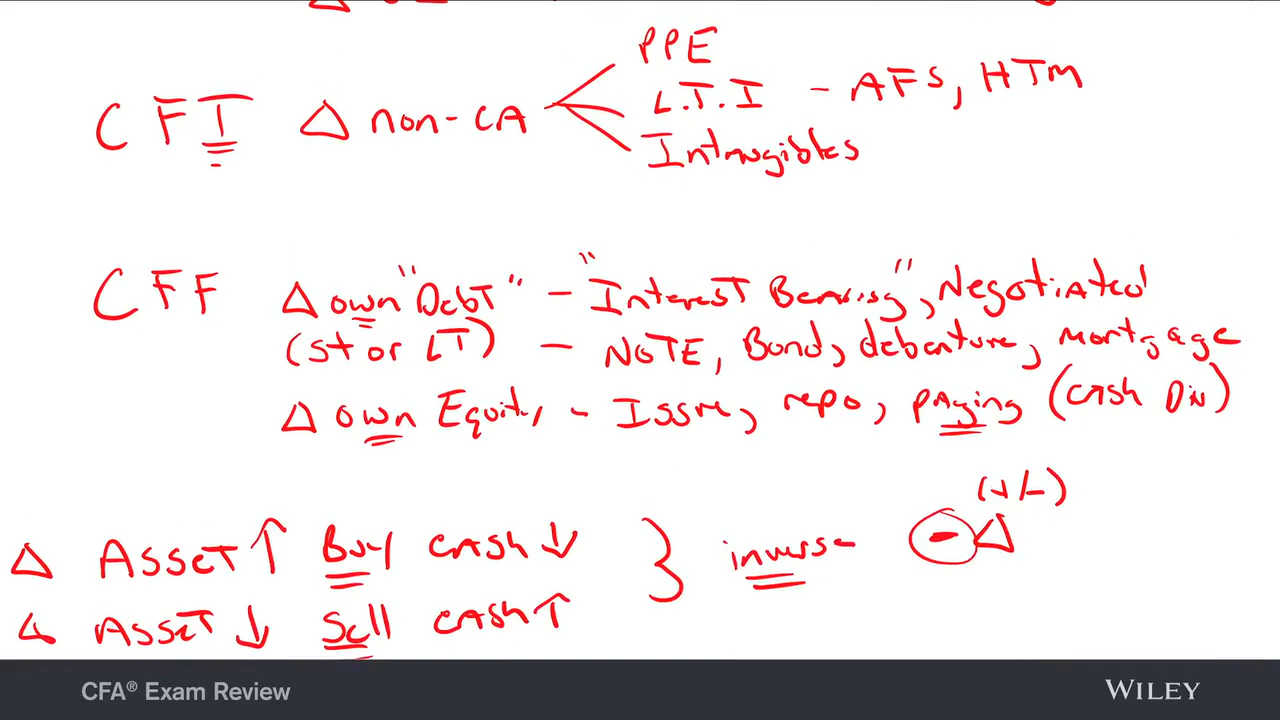 PPE
CFI Δ non-CA L.T.I - AFS, HTM
Intangibles
CFF Δ own "Debt" - "Interest Bearing", Negotiated
(St or LT) - NOTE, Bond, debenture, mortgage
Δ own Equity - Issue, repo, paying (cash Div)
(+/-)
Δ Asset ↑ Buy cash ↓ } inverse - Δ
Δ Asset ↓ Sell cash ↑
CFA® Exam Review WILEY